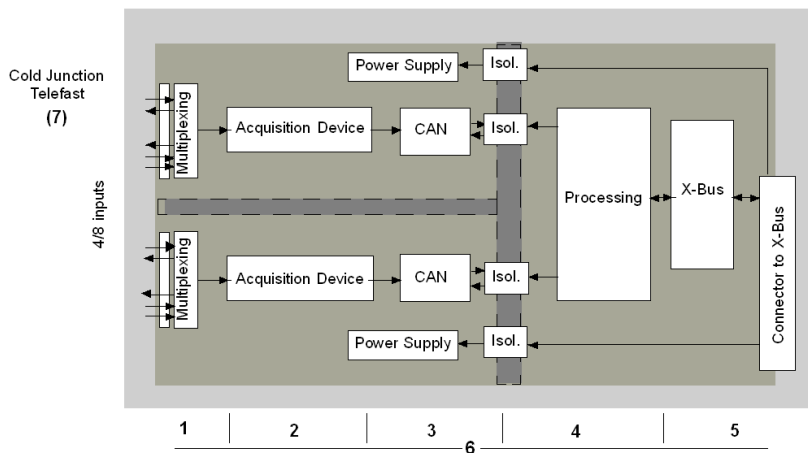 Cold Junction
Telefast
(7)
4/8 inputs
Power Supply
Isol.
Multiplexing
Acquisition Device
CAN
Isol.
Processing
X-Bus
Connector to X-Bus
Multiplexing
Acquisition Device
CAN
Isol.
Power Supply
Isol.
1
2
3
4
5
6